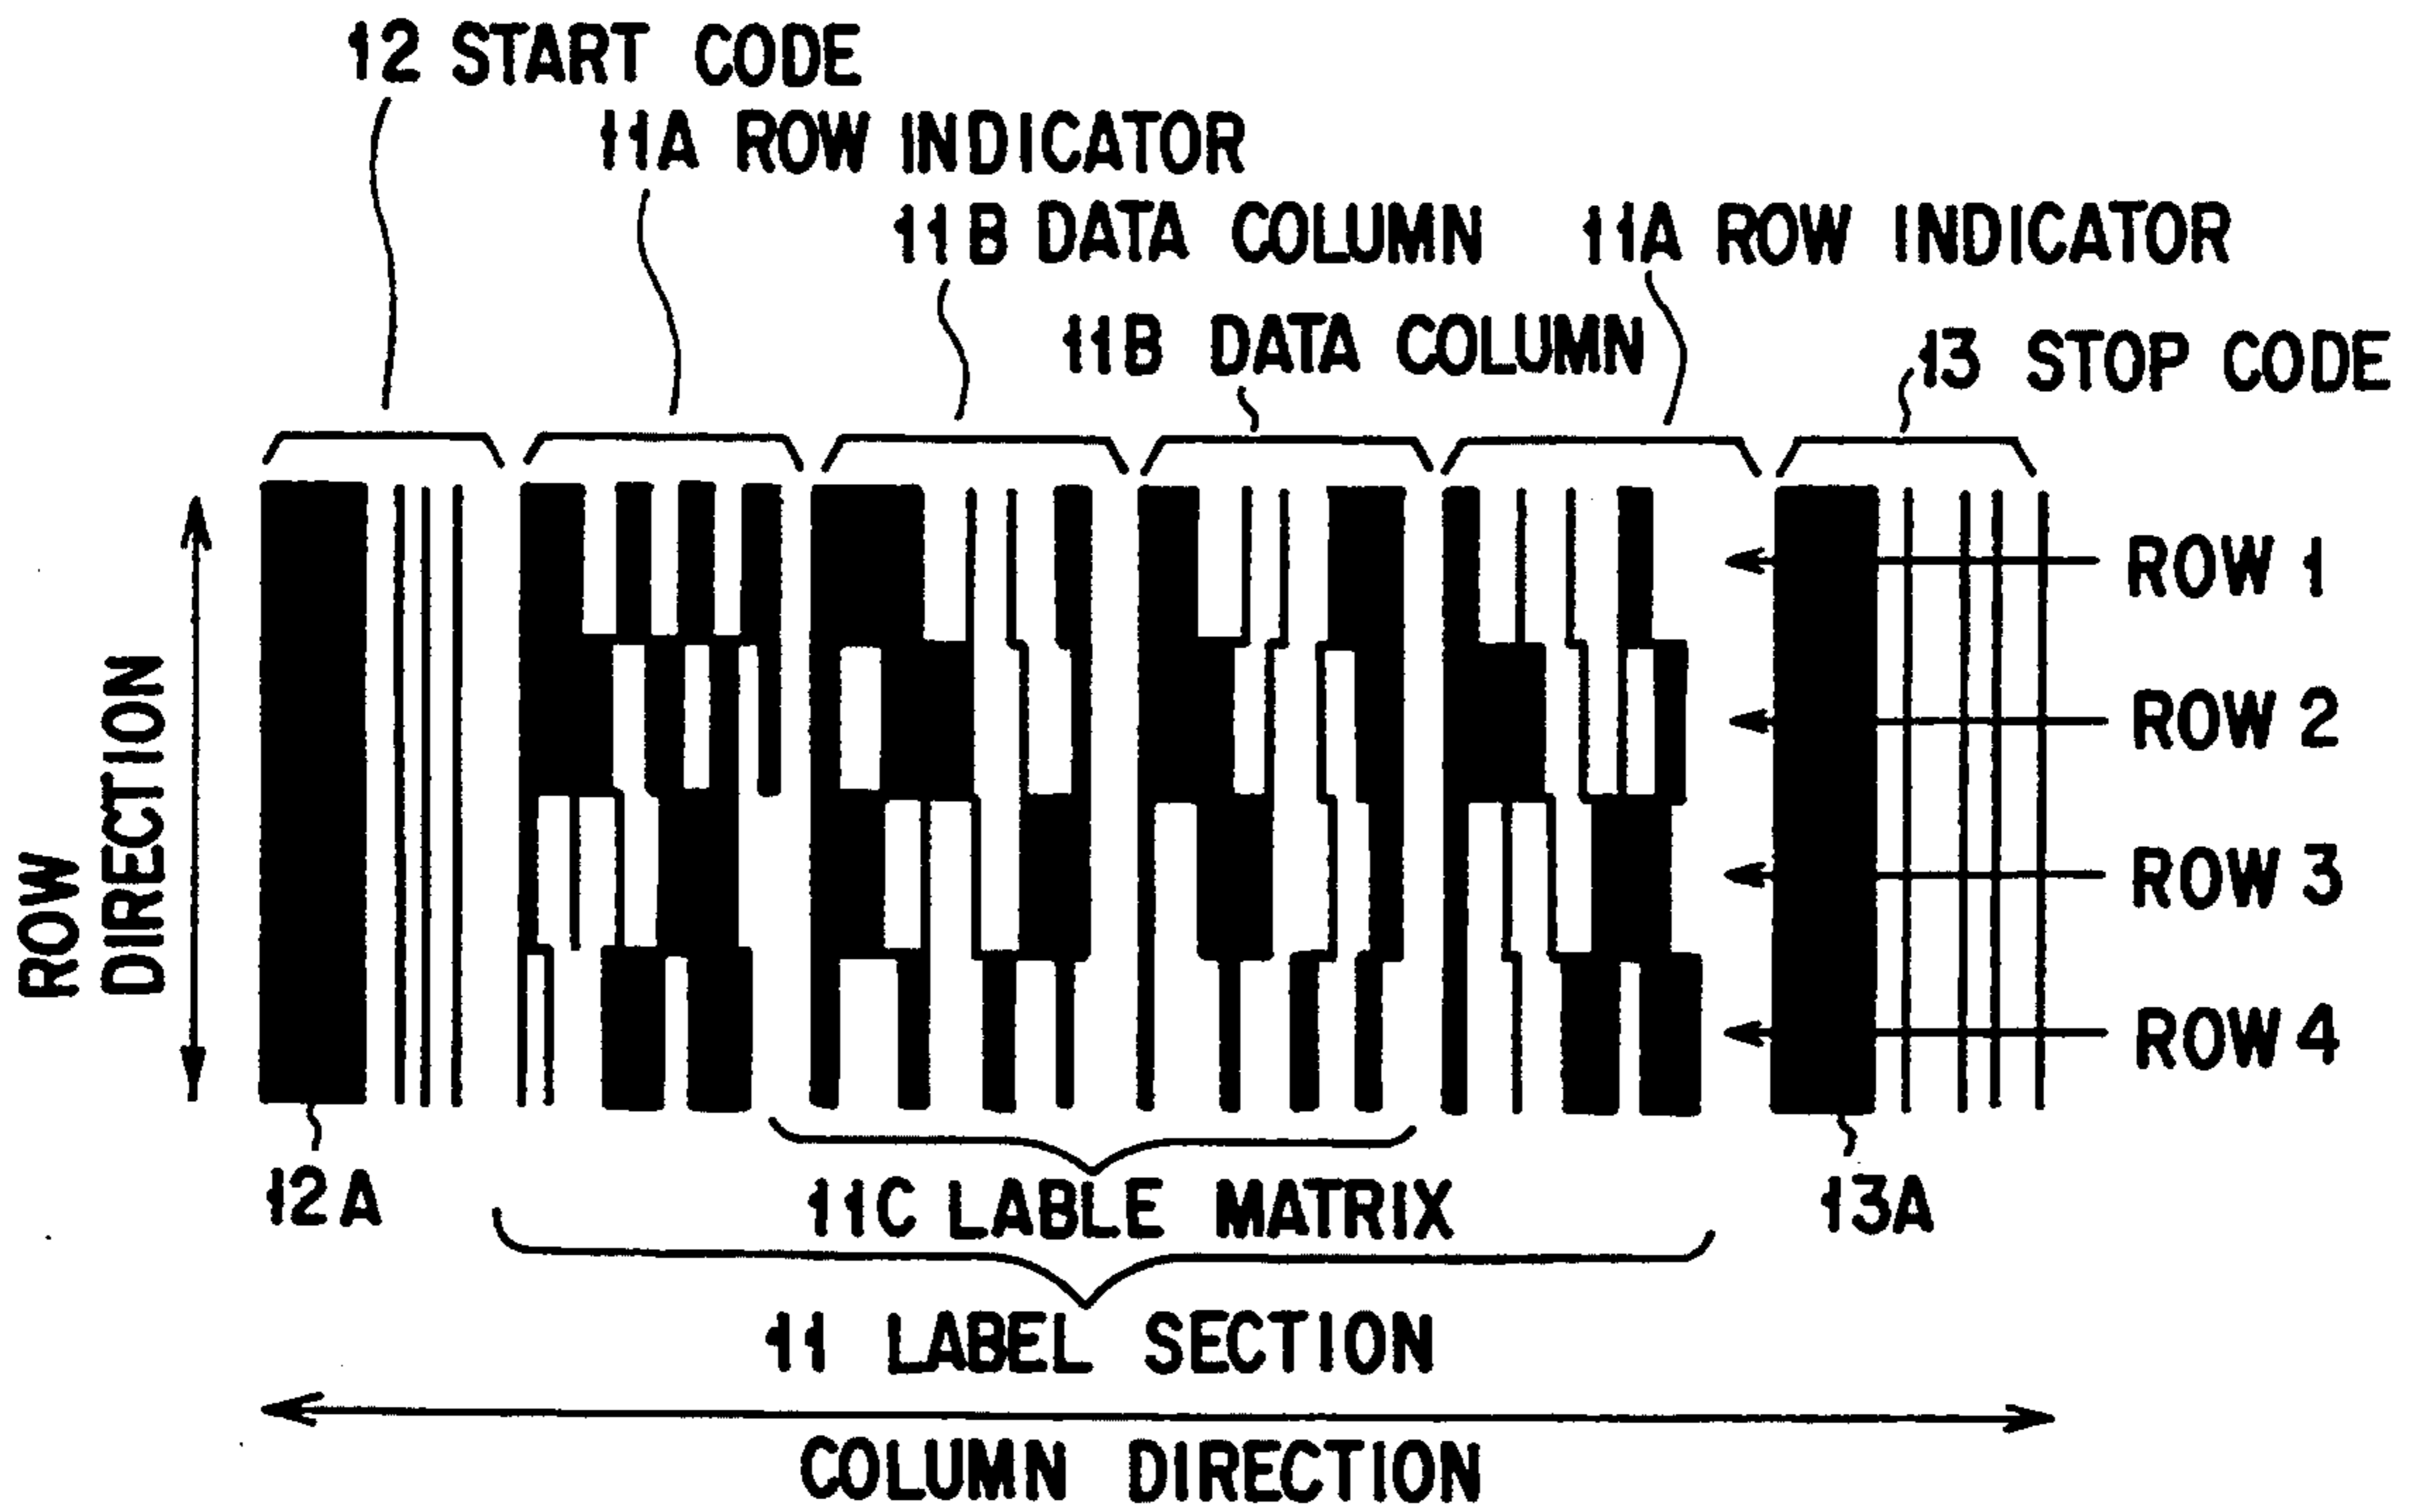 12 START CODE
11A ROW INDICATOR
11B DATA COLUMN
11A ROW INDICATOR
11B DATA COLUMN
13 STOP CODE
ROW
DIRECTION
ROW 1
ROW 2
ROW 3
ROW 4
12A
11C LABLE MATRIX
13A
11 LABEL SECTION
COLUMN DIRECTION